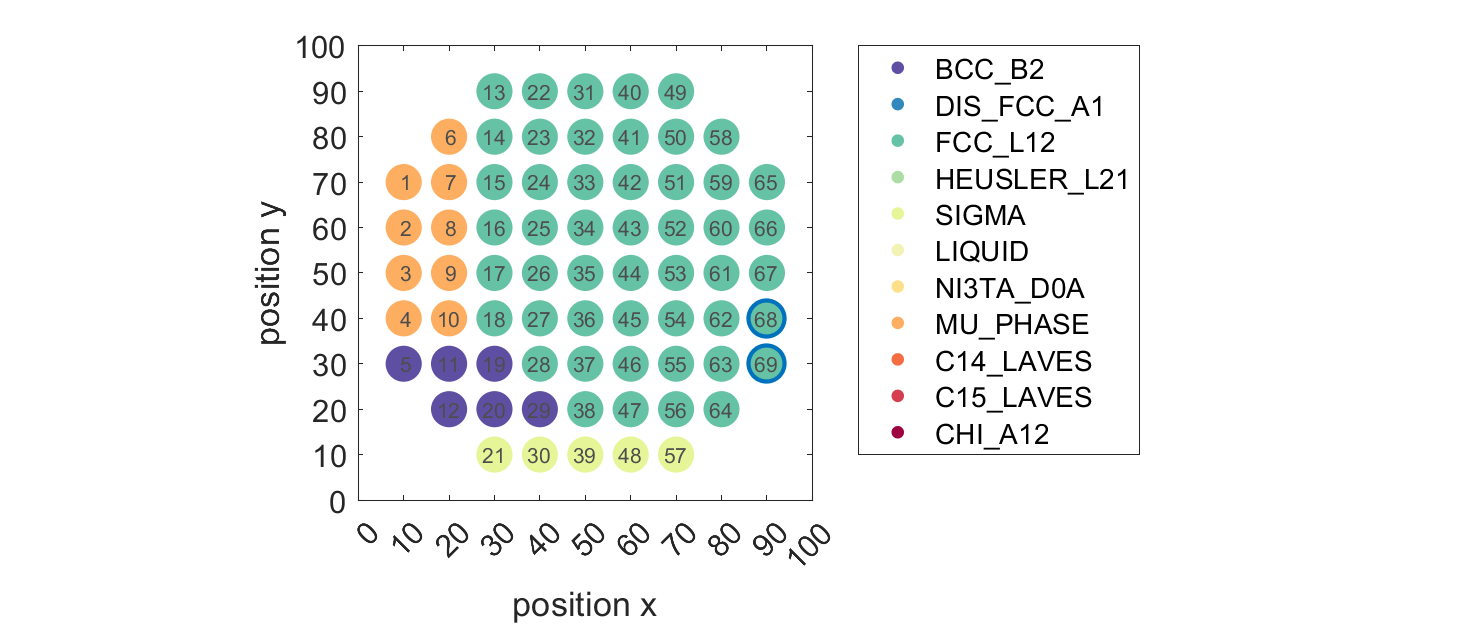 100
90 13 22 31 40 49
80 6 14 23 32 41 50 58
70 1 7 15 24 33 42 51 59 65
60 2 8 16 25 34 43 52 60 66
50 3 9 17 26 35 44 53 61 67
40 4 10 18 27 36 45 54 62 68
30 5 11 19 28 37 46 55 63 69
20 12 20 29 38 47 56 64
10 21 30 39 48 57
0
position y
0 10 20 30 40 50 60 70 80 90 100
position x
BCC_B2
DIS_FCC_A1
FCC_L12
HEUSLER_L21
SIGMA
LIQUID
NI3TA_D0A
MU_PHASE
C14_LAVES
C15_LAVES
CHI_A12